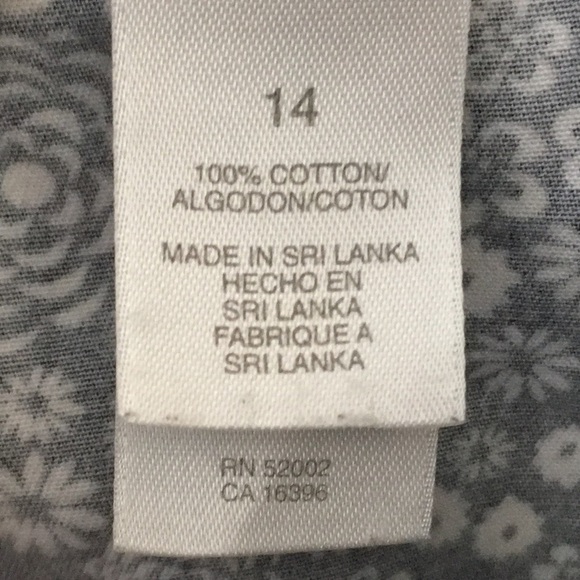 14
100% COTTON/
ALGODON/COTON
MADE IN SRI LANKA
HECHO EN
SRI LANKA
FABRIQUE A
SRI LANKA
RN 52002
CA 16396